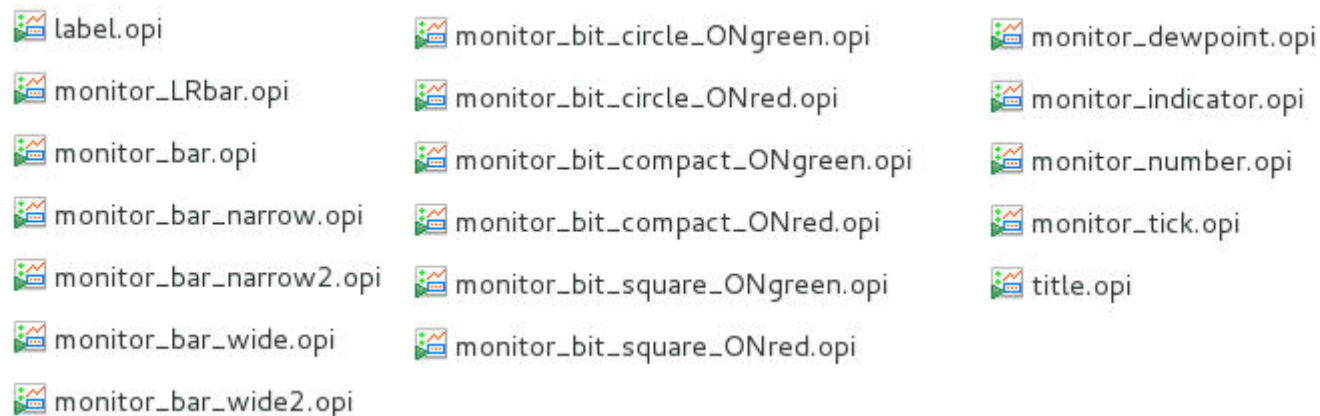 label.opi
monitor_LRbar.opi
monitor_bar.opi
monitor_bar_narrow.opi
monitor_bar_narrow2.opi
monitor_bar_wide.opi
monitor_bar_wide2.opi
monitor_bit_circle_ONgreen.opi
monitor_bit_circle_ONred.opi
monitor_bit_compact_ONgreen.opi
monitor_bit_compact_ONred.opi
monitor_bit_square_ONgreen.opi
monitor_bit_square_ONred.opi
monitor_dewpoint.opi
monitor_indicator.opi
monitor_number.opi
monitor_tick.opi
title.opi